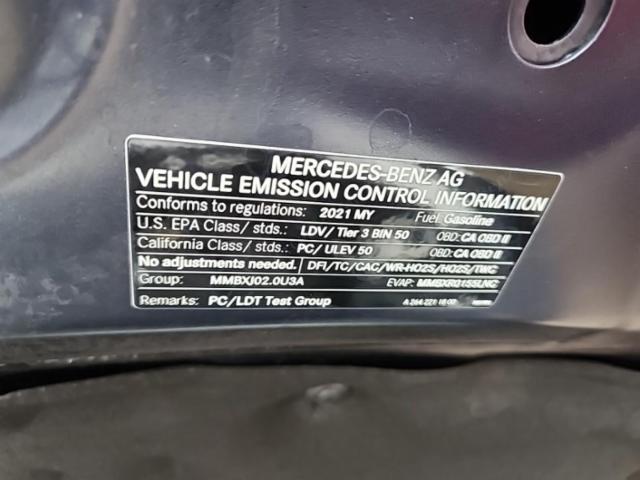 MERCEDES-BENZ AG
VEHICLE EMISSION CONTROL INFORMATION
Conforms to regulations: 2021 MY Fuel: Gasoline
U.S. EPA Class/ stds.: LDV/ Tier 3 BIN 50 OBD: CA OBD II
California Class/ stds.: PC/ ULEV 50 OBD: CA OBD II
No adjustments needed. DFI/TC/CAC/WR-HO2S/HO2S/TWC
Group: MMBXJ02.0U3A EVAP:
Remarks: PC/LDT Test Group A 264 221